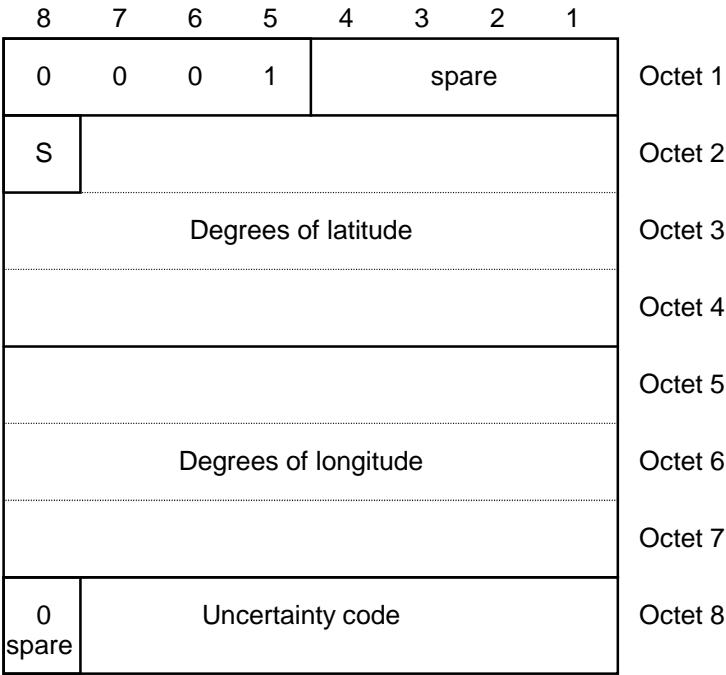 8 7 6 5 4 3 2 1
0 0 0 1 spare Octet 1
S Octet 2
Degrees of latitude Octet 3
Octet 4
Octet 5
Degrees of longitude Octet 6
Octet 7
0 Uncertainty code Octet 8
spare